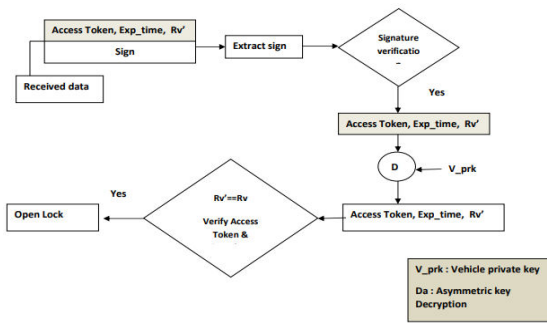 Access Token, Exp_time, Rv'
Sign
Received data
Extract sign
Signature
verificatio
Yes
Access Token, Exp_time, Rv'
D
V_prk
Access Token, Exp_time, Rv'
Rv'==Rv
Verify Access
Token &
Yes
Open Lock
V_prk : Vehicle private key
Da : Asymmetric key
Decryption